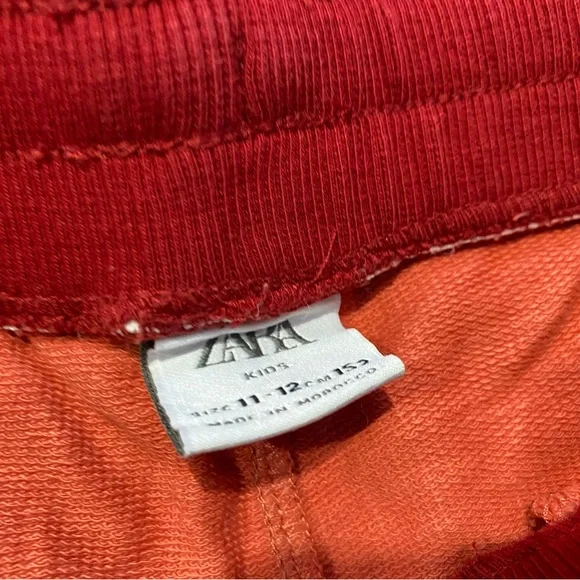 ZARA
KIDS
SIZE 11-12 CM 152
MADE IN MOROCCO